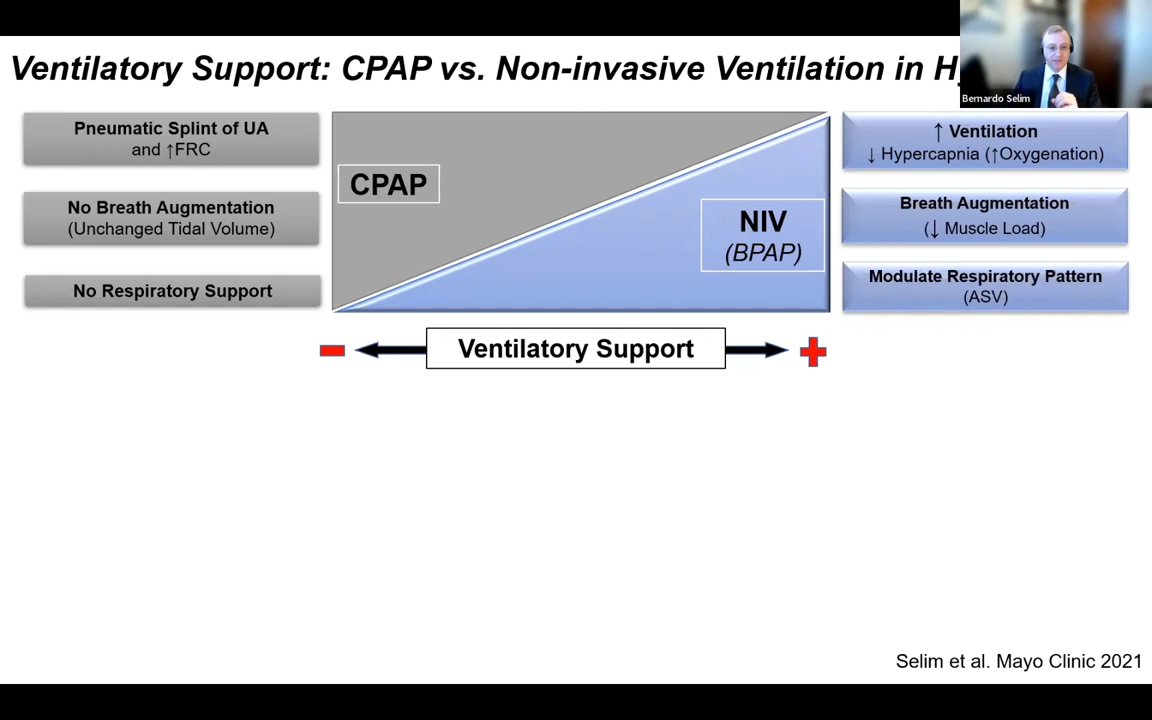 Ventilatory Support: CPAP vs. Non-invasive Ventilation in
Bernardo Selim
Pneumatic Splint of UA
and ↑FRC
No Breath Augmentation
(Unchanged Tidal Volume)
No Respiratory Support
CPAP
NIV
(BPAP)
↑ Ventilation
↓ Hypercapnia (↑Oxygenation)
Breath Augmentation
(↓ Muscle Load)
Modulate Respiratory Pattern
(ASV)
Ventilatory Support
Selim et al. Mayo Clinic 2021